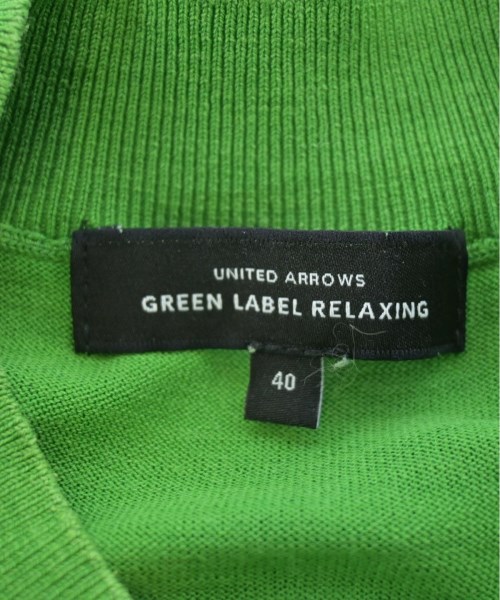 UNITED ARROWS
GREEN LABEL RELAXING
40